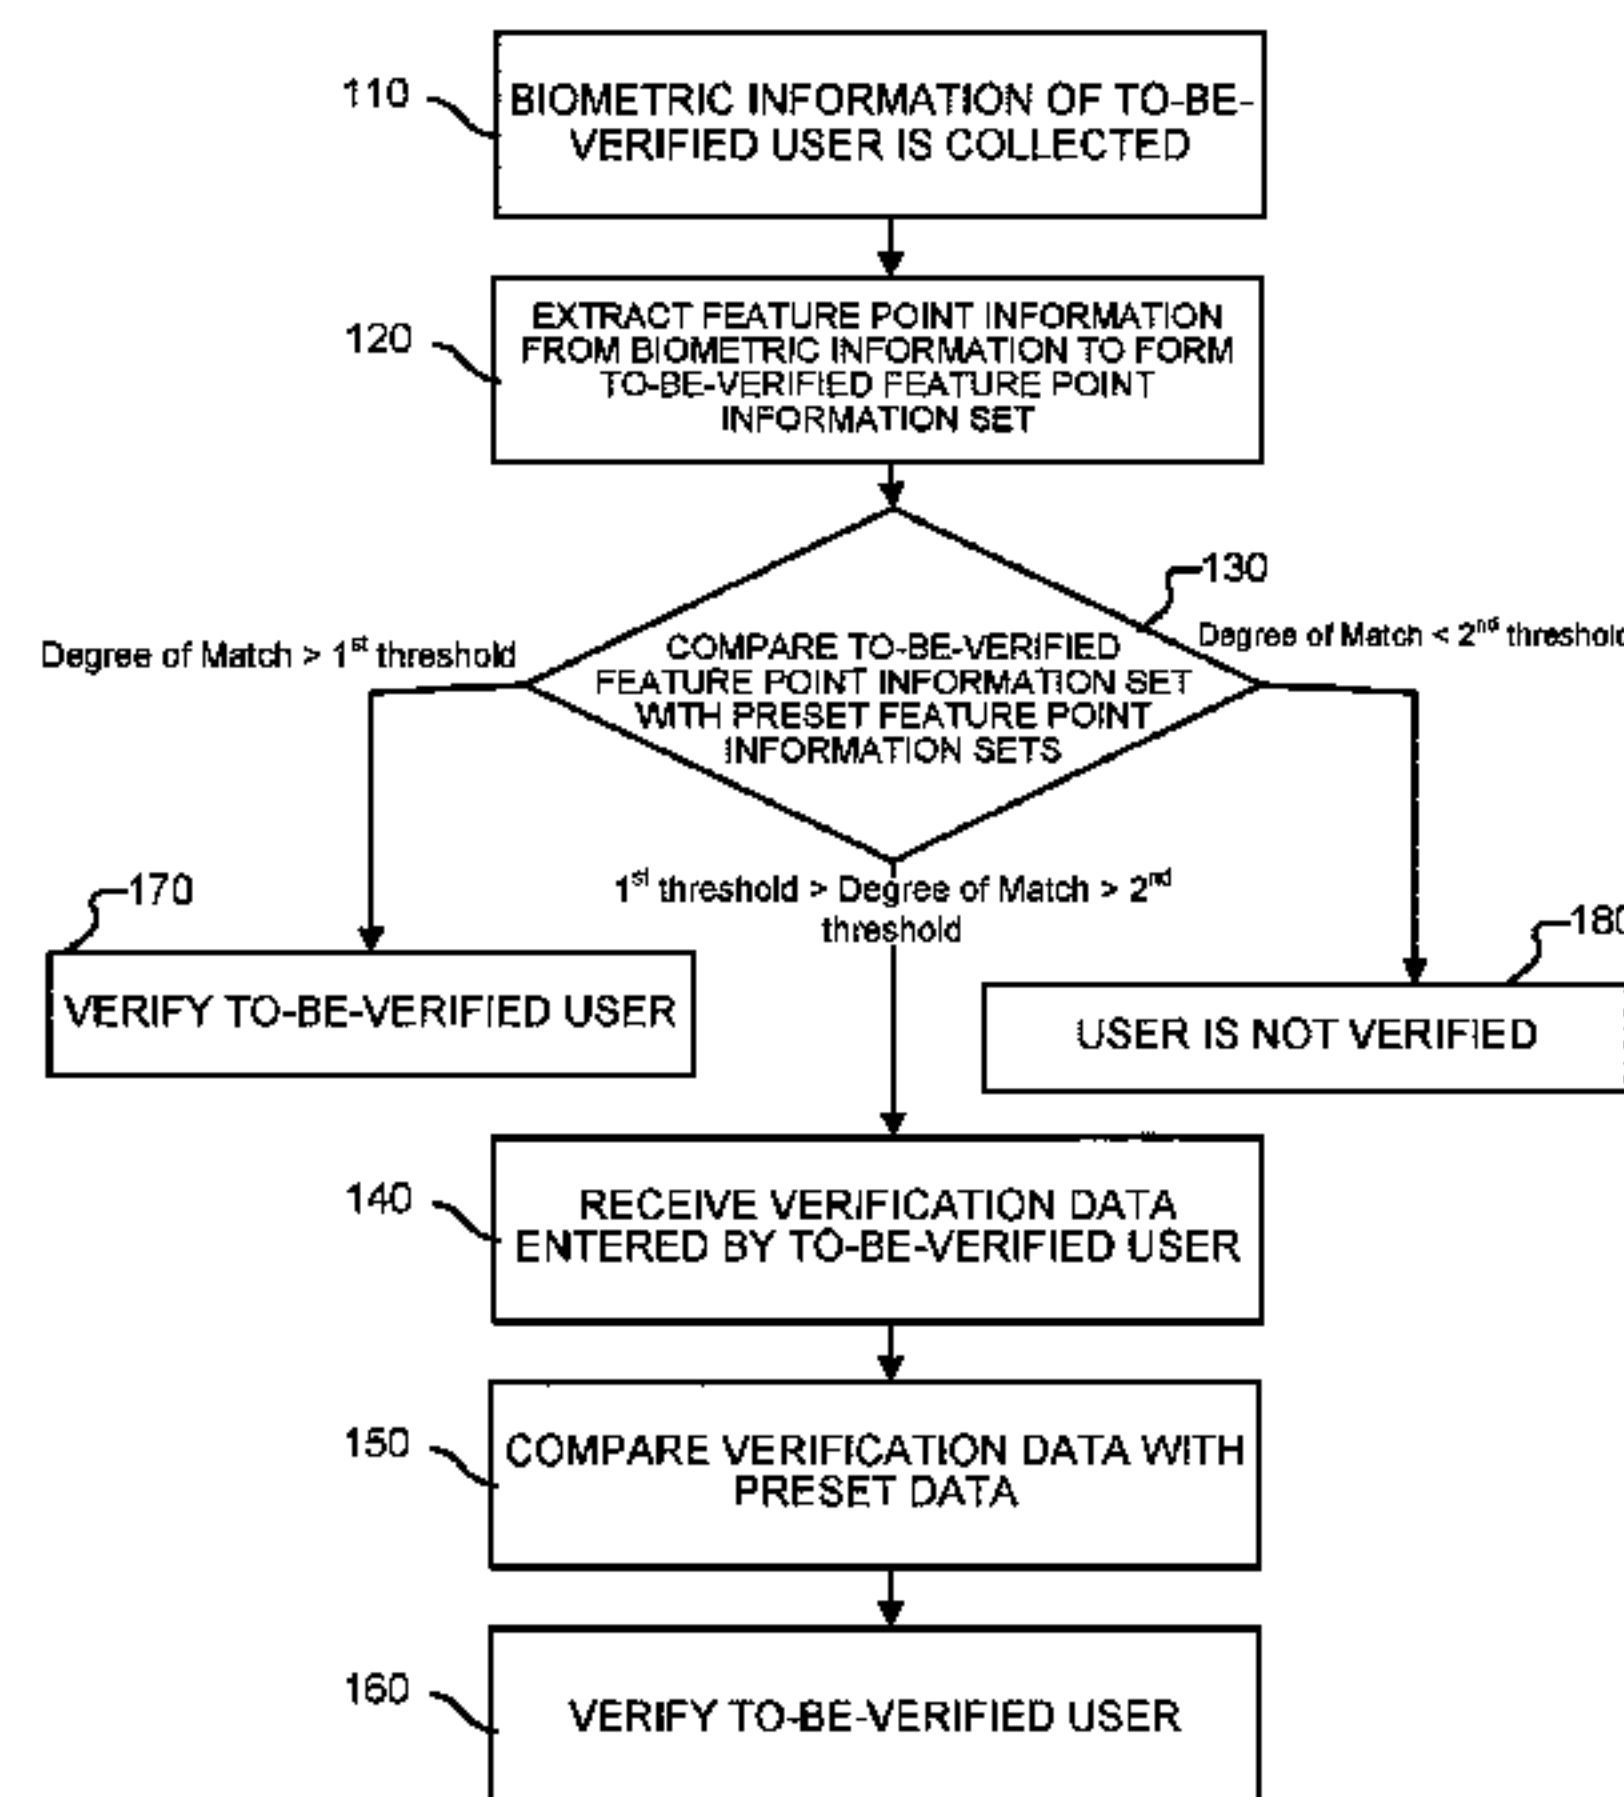 110
BIOMETRIC INFORMATION OF TO-BE-
VERIFIED USER IS COLLECTED
120
EXTRACT FEATURE POINT INFORMATION
FROM BIOMETRIC INFORMATION TO FORM
TO-BE-VERIFIED FEATURE POINT
INFORMATION SET
130
Degree of Match > 1st threshold
COMPARE TO-BE-VERIFIED
FEATURE POINT INFORMATION SET
WITH PRESET FEATURE POINT
INFORMATION SETS
Degree of Match < 2nd threshold
1st threshold > Degree of Match > 2nd
threshold
170
VERIFY TO-BE-VERIFIED USER
180
USER IS NOT VERIFIED
140
RECEIVE VERIFICATION DATA
ENTERED BY TO-BE-VERIFIED USER
150
COMPARE VERIFICATION DATA WITH
PRESET DATA
160
VERIFY TO-BE-VERIFIED USER